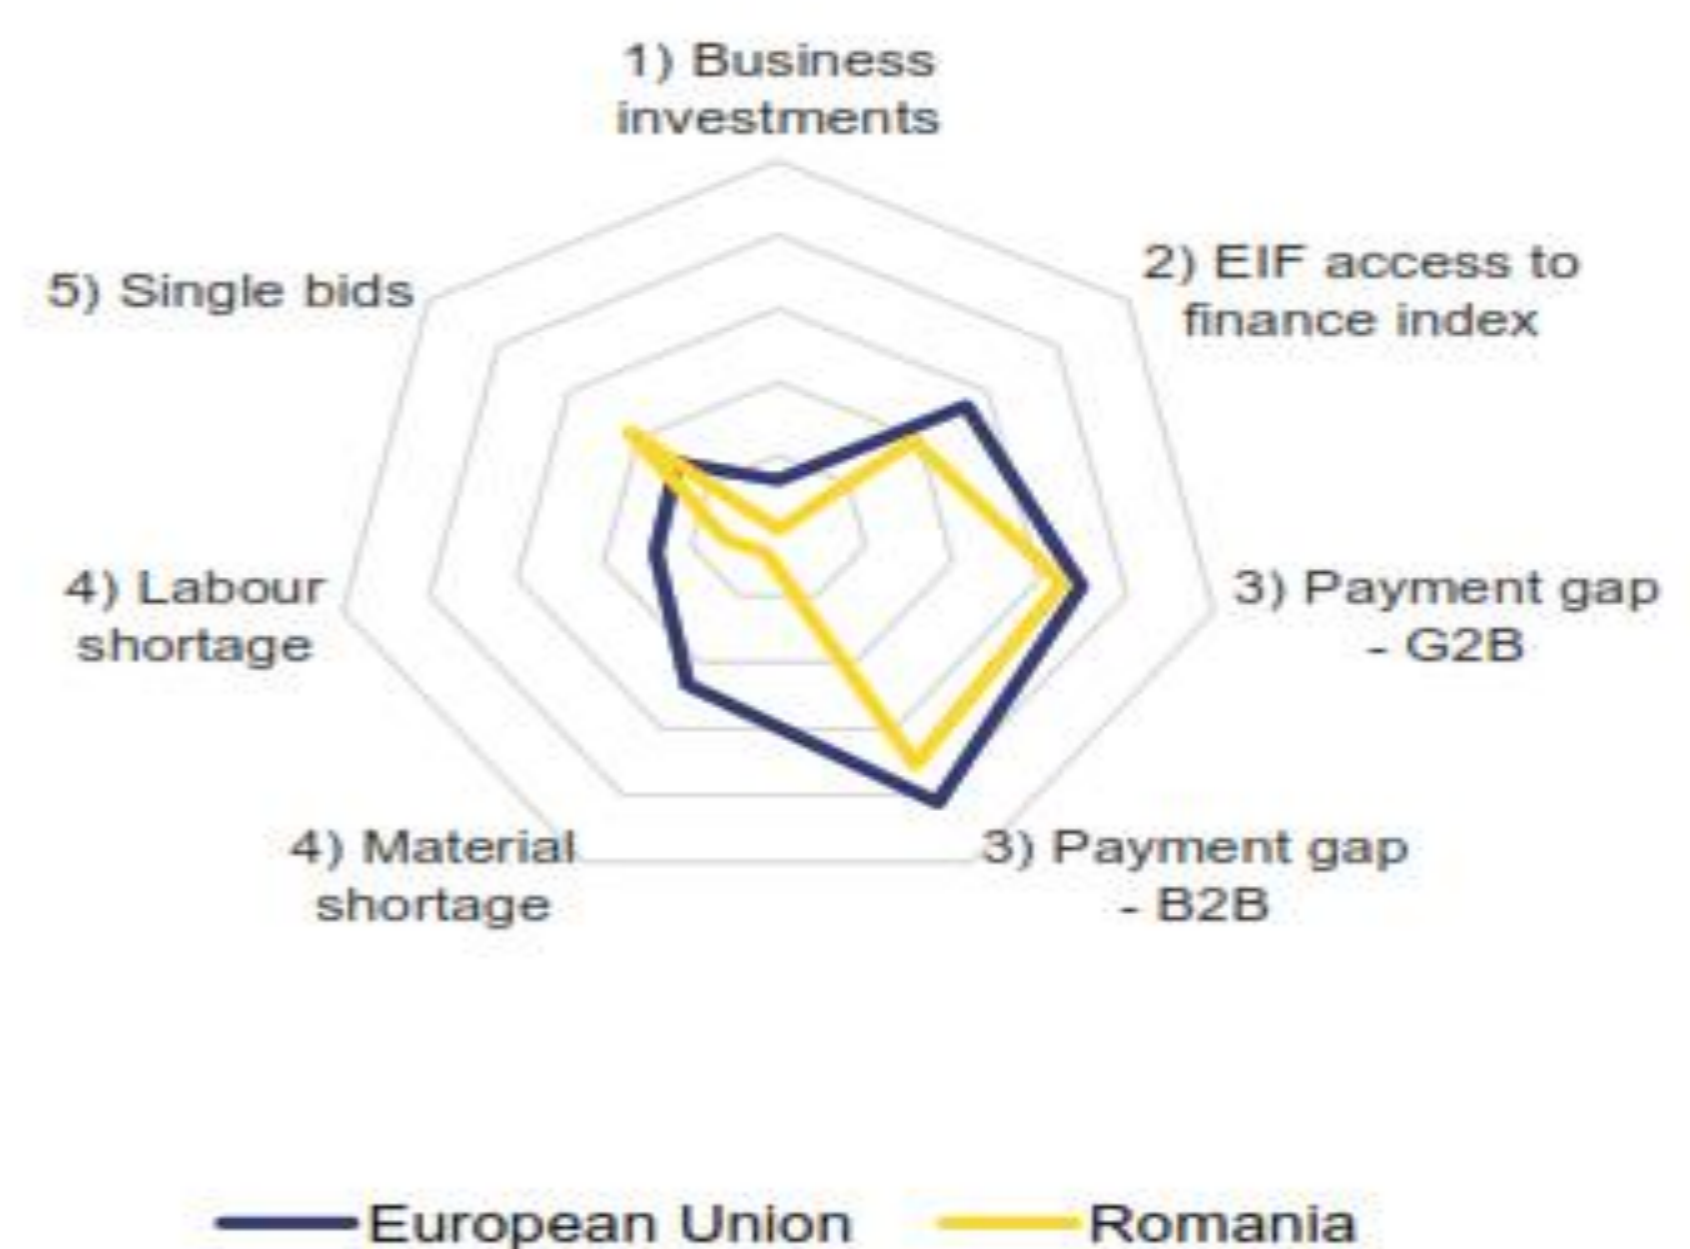 1) Business
investments
2) EIF access to
finance index
5) Single bids
3) Payment gap
- G2B
4) Labour
shortage
3) Payment gap
- B2B
4) Material
shortage
European Union
Romania